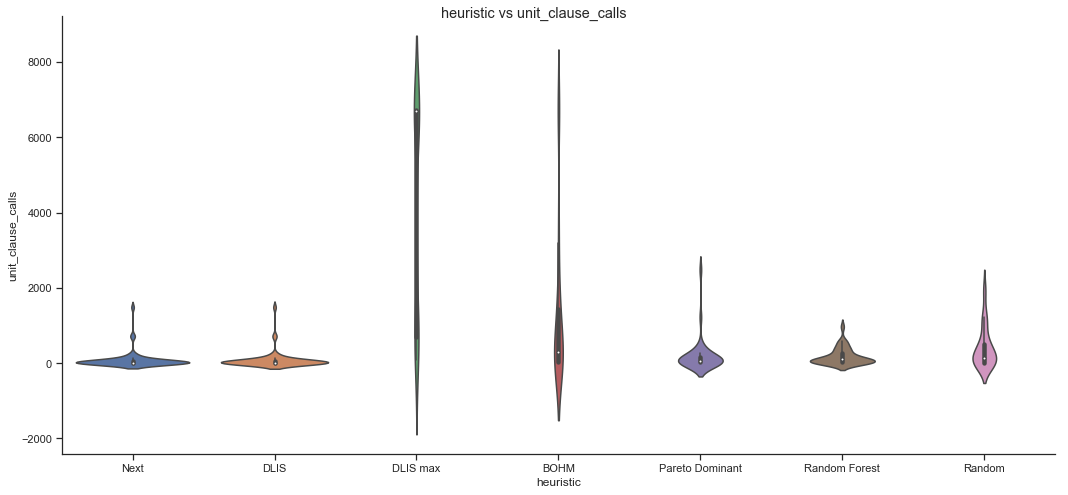 heuristic vs unit_clause_calls
unit_clause_calls
8000
6000
4000
2000
0
−2000
Next DLIS DLIS max BOHM Pareto Dominant Random Forest Random
heuristic